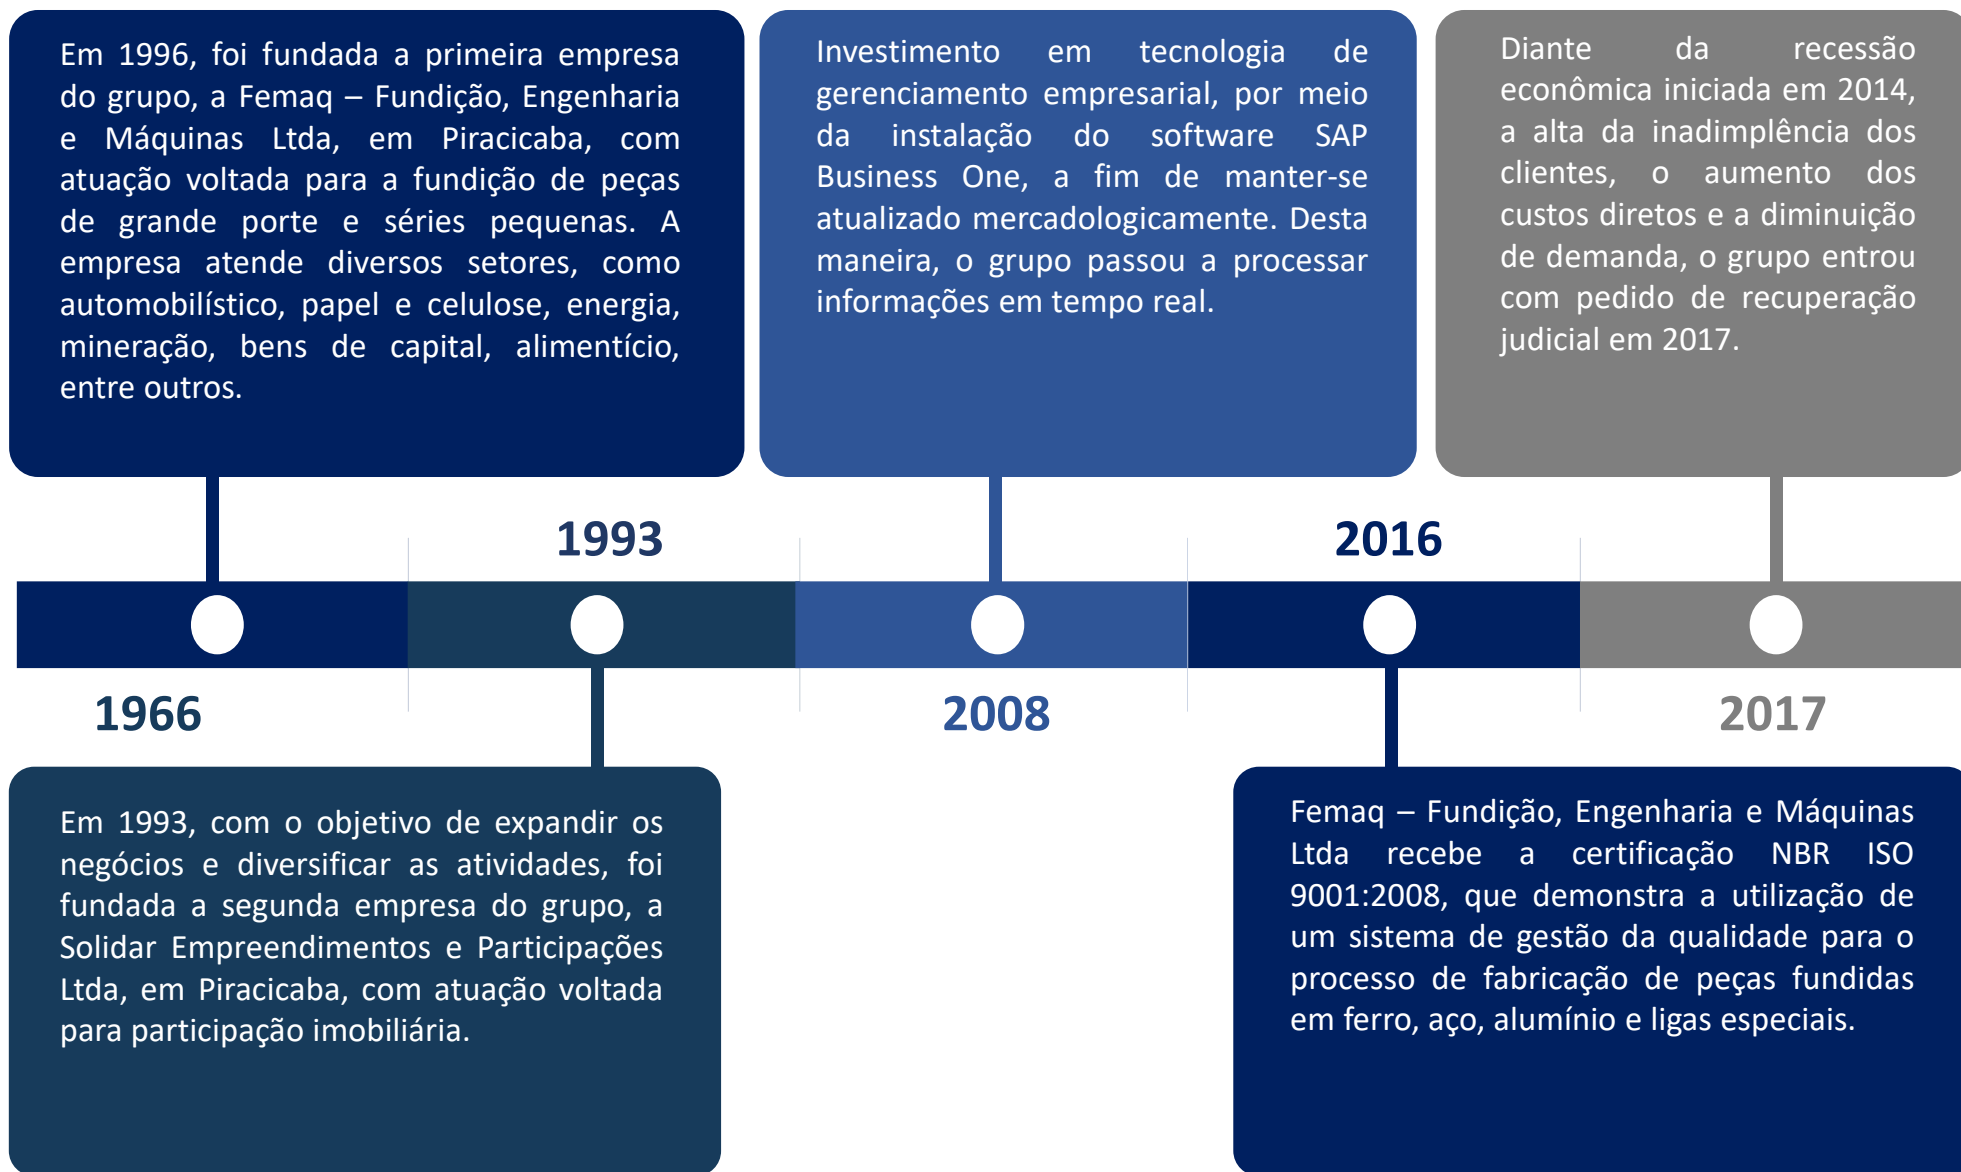 Em 1996, foi fundada a primeira empresa
do grupo, a Femaq – Fundição, Engenharia
e Máquinas Ltda, em Piracicaba, com
atuação voltada para a fundição de peças
de grande porte e séries pequenas. A
empresa atende diversos setores, como
automobilístico, papel e celulose, energia,
mineração, bens de capital, alimentício,
entre outros.
Investimento em tecnologia de
gerenciamento empresarial, por meio
da instalação do software SAP
Business One, a fim de manter-se
atualizado mercadologicamente. Desta
maneira, o grupo passou a processar
informações em tempo real.
Diante da recessão
econômica iniciada em 2014,
a alta da inadimplência dos
clientes, o aumento dos
custos diretos e a diminuição
de demanda, o grupo entrou
com pedido de recuperação
judicial em 2017.
1993
2016
1966
2008
2017
Em 1993, com o objetivo de expandir os
negócios e diversificar as atividades, foi
fundada a segunda empresa do grupo, a
Solidar Empreendimentos e Participações
Ltda, em Piracicaba, com atuação voltada
para participação imobiliária.
Femaq – Fundição, Engenharia e Máquinas
Ltda recebe a certificação NBR ISO
9001:2008, que demonstra a utilização de
um sistema de gestão da qualidade para o
processo de fabricação de peças fundidas
em ferro, aço, alumínio e ligas especiais.